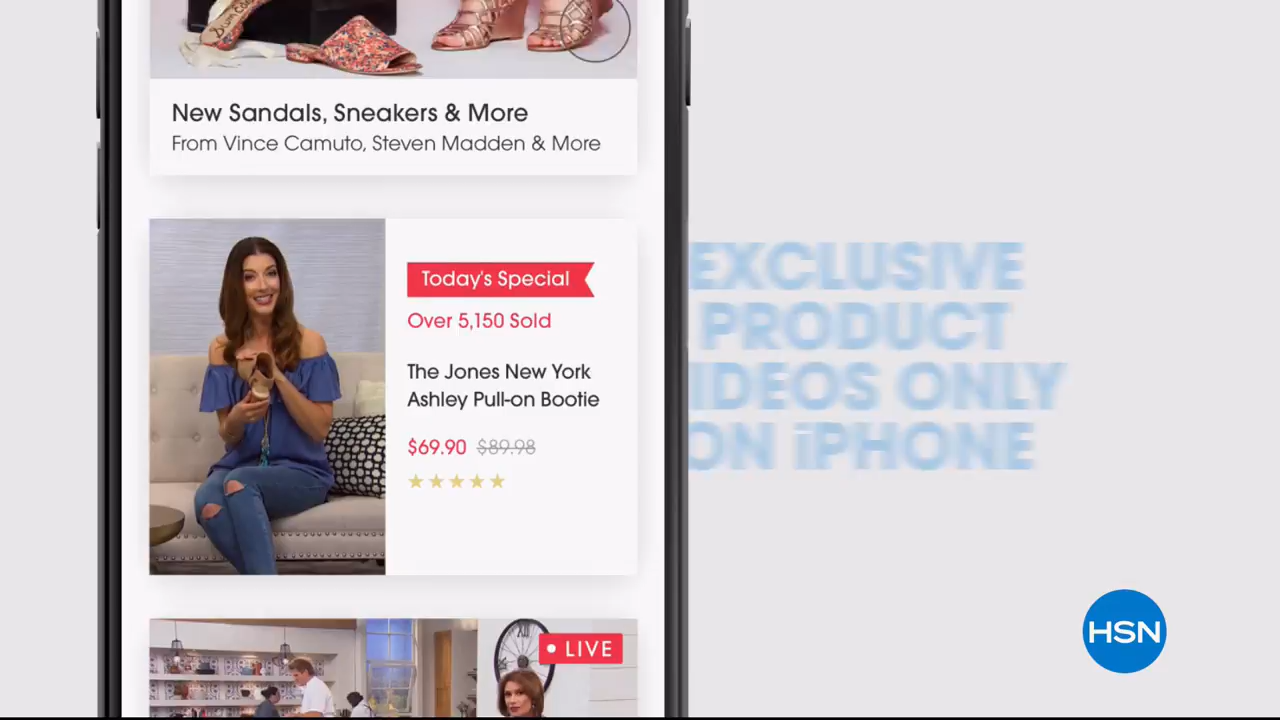 New Sandals, Sneakers & More
From Vince Camuto, Steven Madden & More
Today's Special
Over 5,150 Sold
The Jones New York
Ashley Pull-on Bootie
$69.90 $89.98
EXCLUSIVE
PRODUCT
VIDEOS ONLY
ON iPHONE
LIVE
HSN